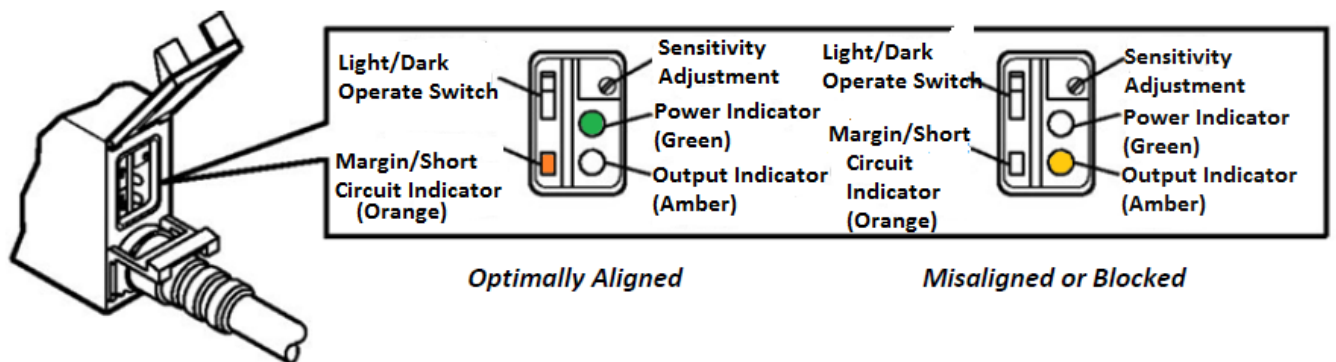 Light/Dark
Operate Switch
Margin/Short
Circuit Indicator
(Orange)
Sensitivity
Adjustment
Power Indicator
(Green)
Output Indicator
(Amber)
Light/Dark
Operate Switch
Margin/Short
Circuit
Indicator
(Orange)
Sensitivity
Adjustment
Power Indicator
(Green)
Output Indicator
(Amber)
Optimally Aligned
Misaligned or Blocked